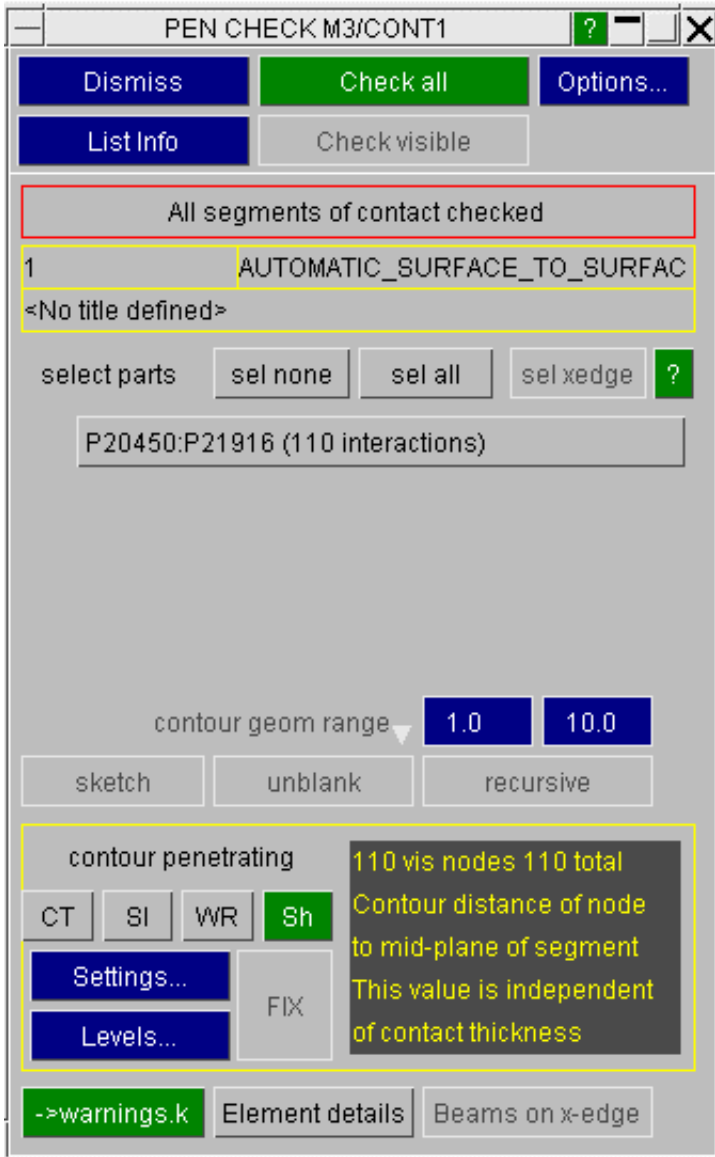 PEN CHECK M3/CONT1 ?
Dismiss Check all Options...
List Info Check visible
All segments of contact checked
1 AUTOMATIC_SURFACE_TO_SURFAC
<No title defined>
select parts sel none sel all sel xedge ?
P20450:P21916 (110 interactions)
contour geom range 1.0 10.0
sketch unblank recursive
contour penetrating
CT SI WR Sh
Settings...
Levels...
FIX
110 vis nodes 110 total
Contour distance of node
to mid-plane of segment
This value is independent
of contact thickness
->warnings.k Element details Beams on x-edge